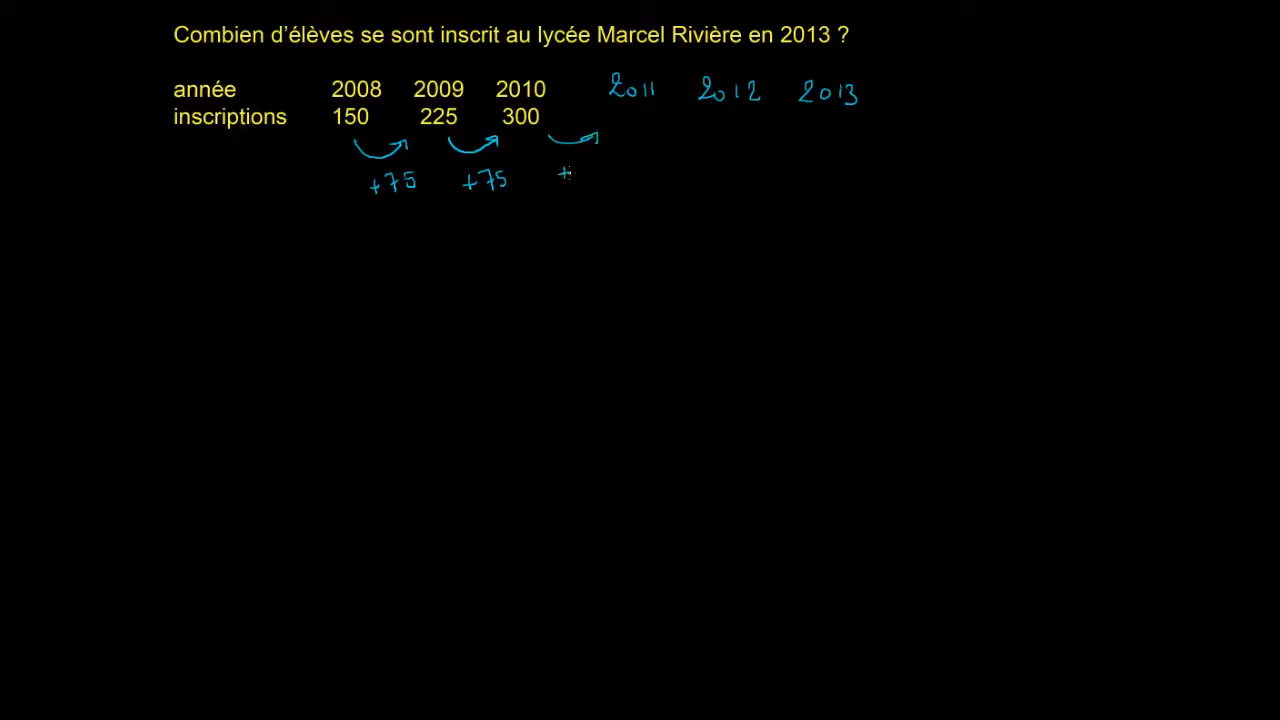 Combien d'élèves se sont inscrit au lycée Marcel Rivière en 2013 ?
année 2008 2009 2010 2011 2012 2013
inscriptions 150 225 300
+75 +75 +